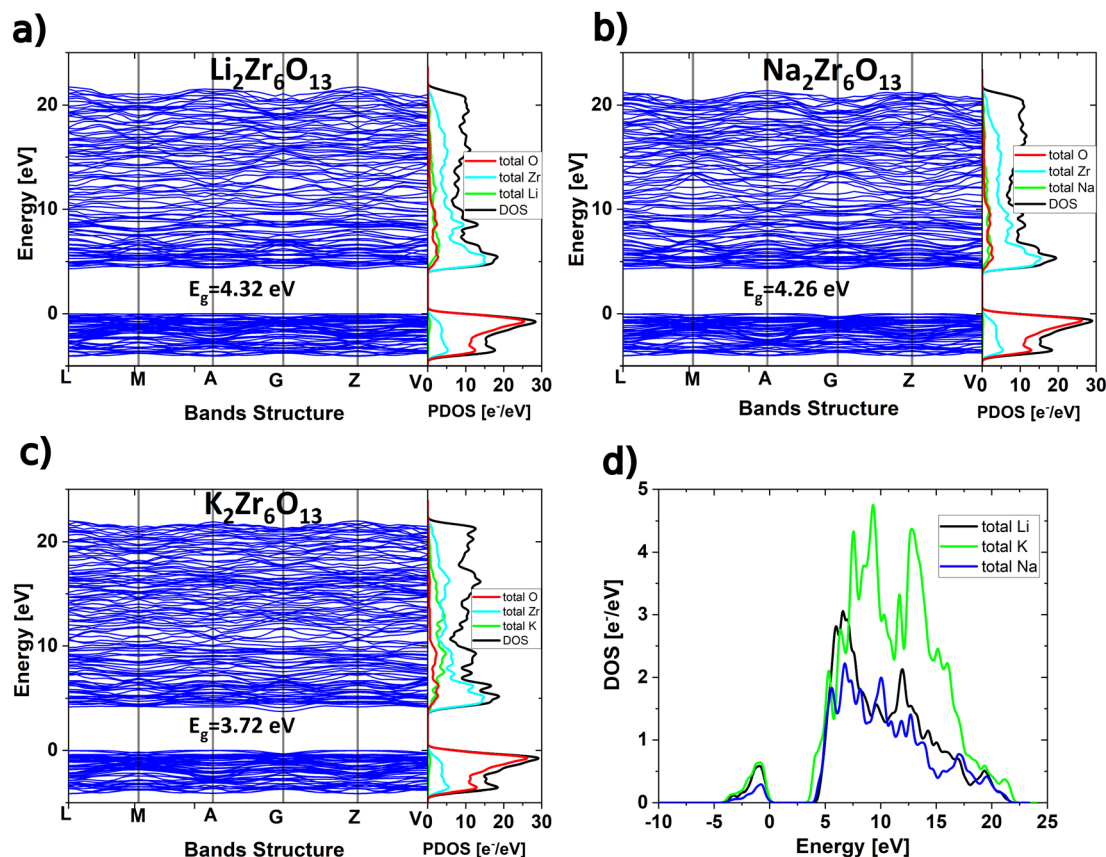 a)
Li₂Zr₆O₁₃
Energy [eV]
20
10
0
E_g=4.32 eV
total O
total Zr
total Li
DOS
L M A G Z V
0 10 20 30
Bands Structure
PDOS [e⁻/eV]
b)
Na₂Zr₆O₁₃
Energy [eV]
20
10
0
E_g=4.26 eV
total O
total Zr
total Na
DOS
L M A G Z V
0 10 20 30
Bands Structure
PDOS [e⁻/eV]
c)
K₂Zr₆O₁₃
Energy [eV]
20
10
0
E_g=3.72 eV
total O
total Zr
total K
DOS
L M A G Z V
0 10 20 30
Bands Structure
PDOS [e⁻/eV]
d)
DOS [e⁻/eV]
5
4
3
2
1
0
total Li
total K
total Na
-10 -5 0 5 10 15 20 25
Energy [eV]